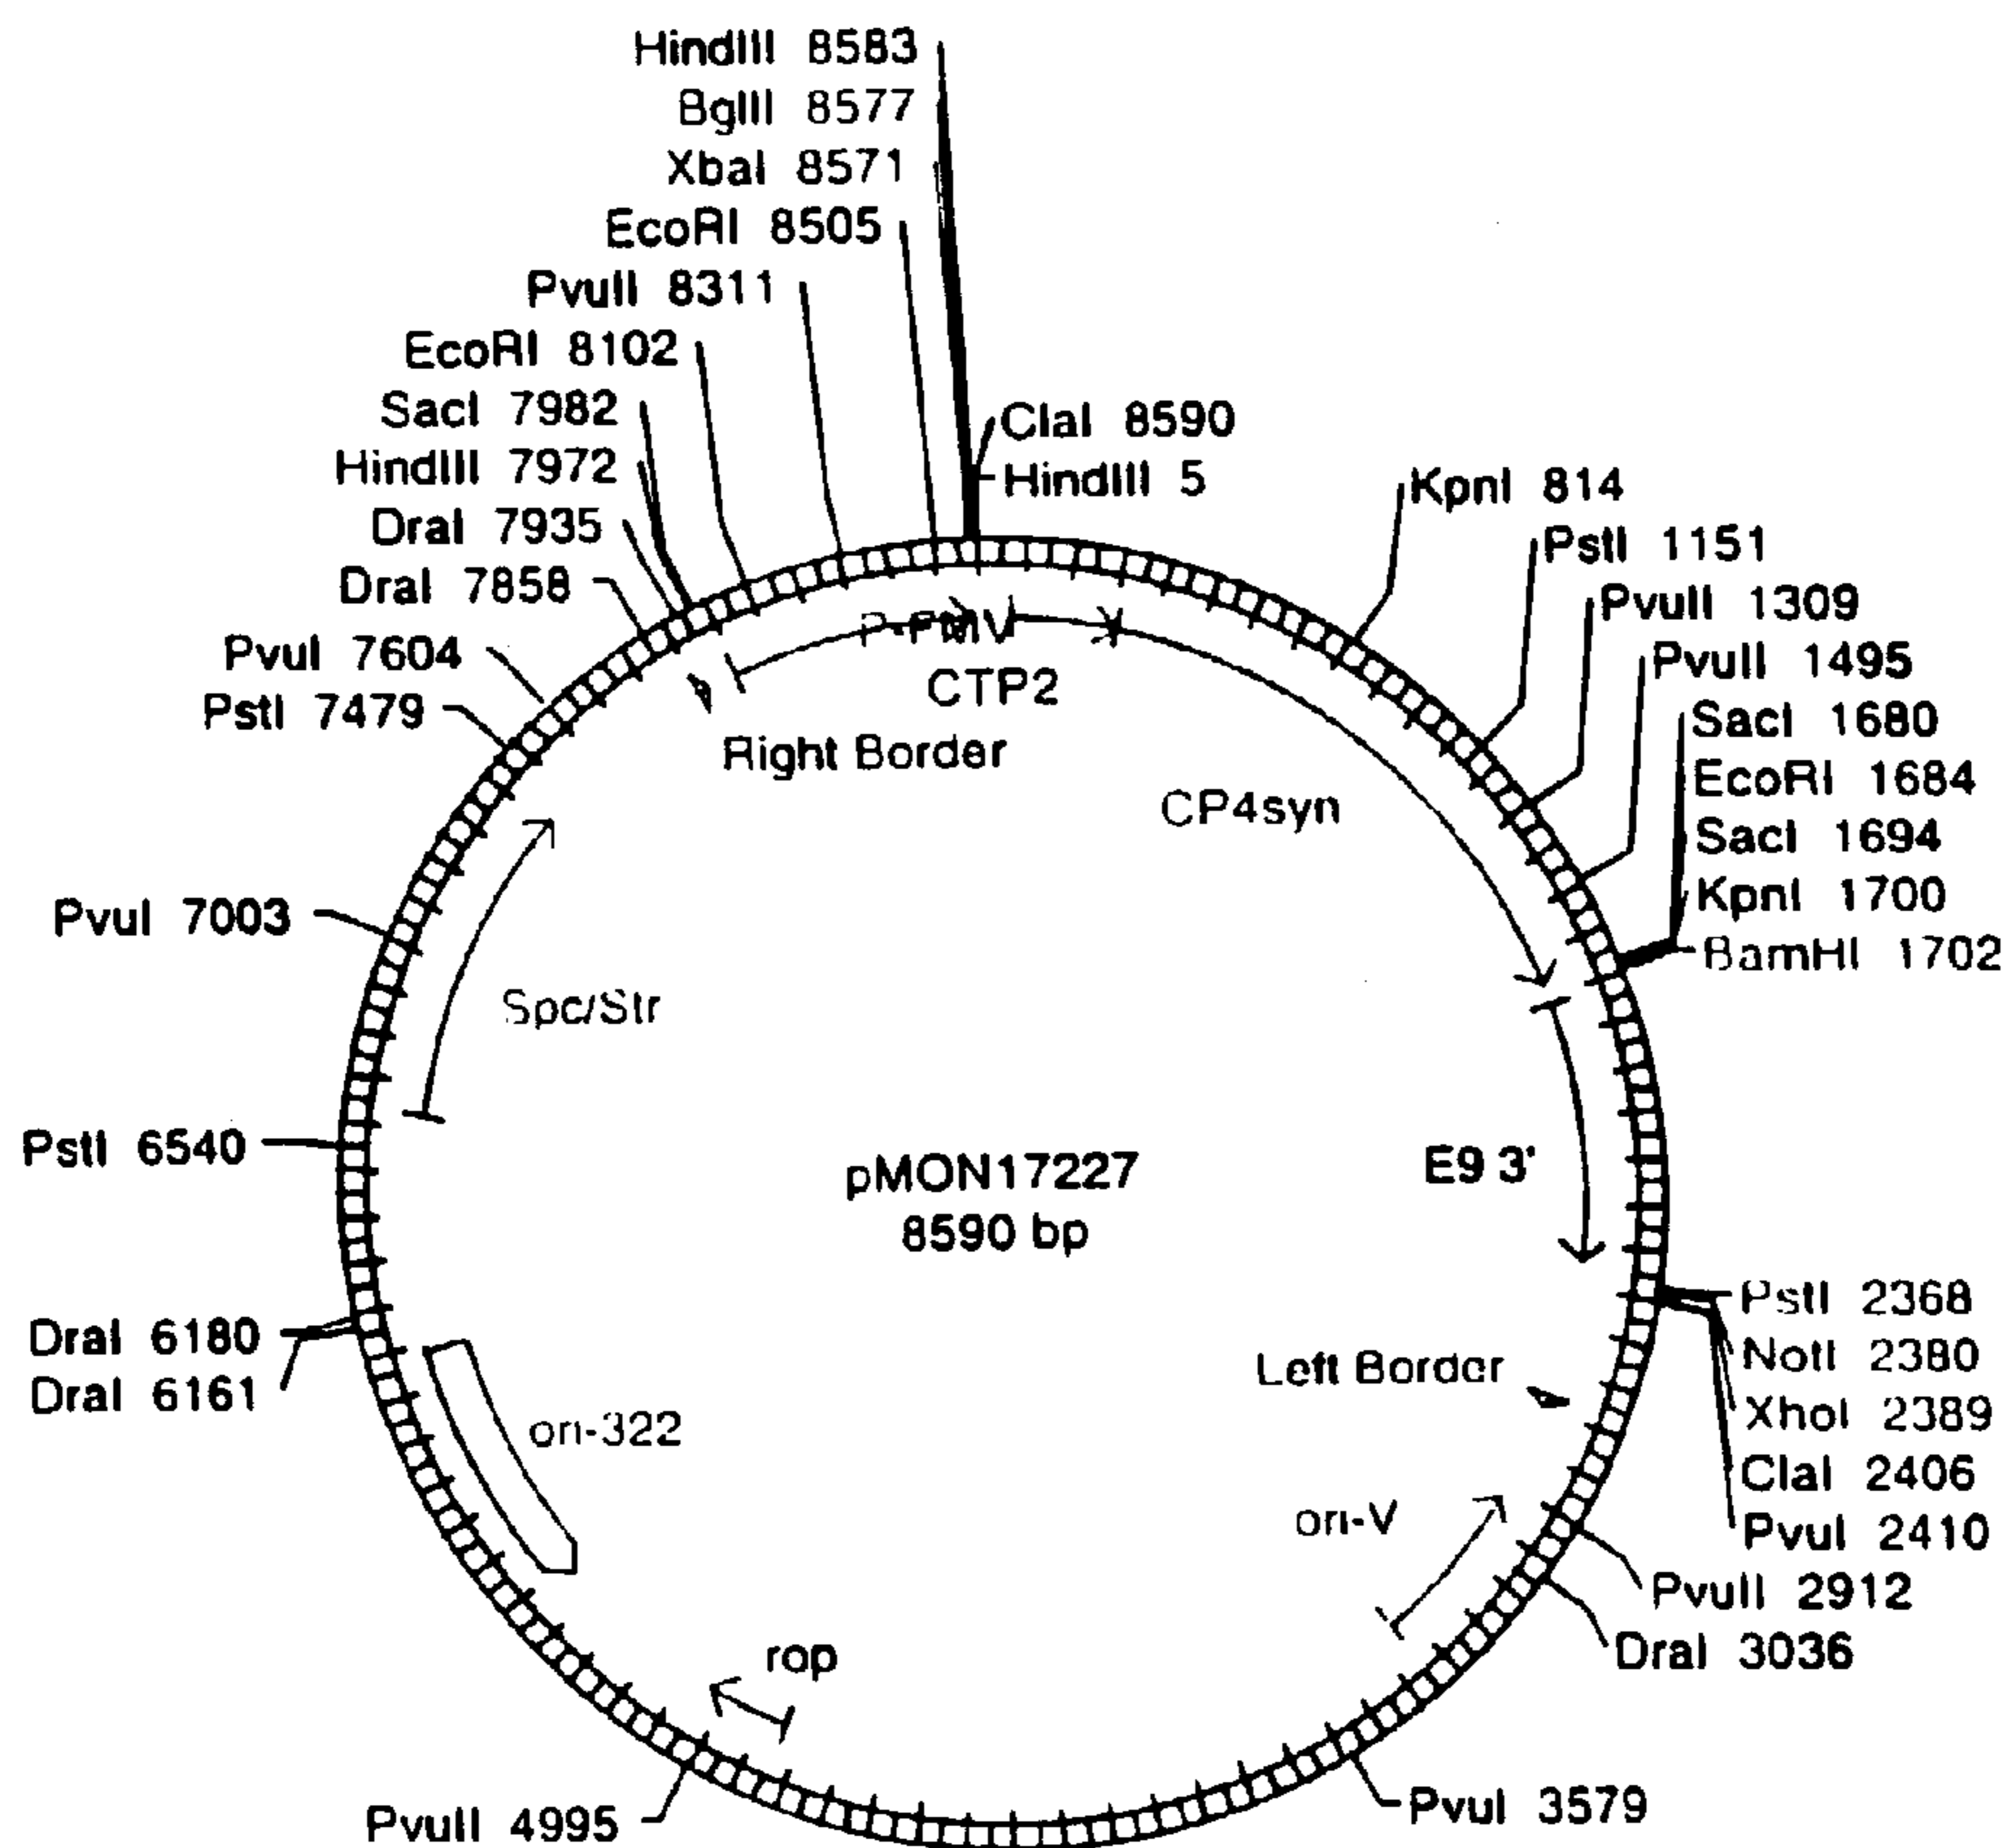 HindIII 8583
BglII 8577
XbaI 8571
EcoRI 8505
PvuII 8311
EcoRI 8102
SacI 7982
HindIII 7972
DraI 7935
DraI 7858
PvuI 7604
PstI 7479
PvuI 7003
PstI 6540
DraI 6180
DraI 6161
PvuII 4995
ClaI 8590
HindIII 5
KpnI 814
PstI 1151
PvuII 1309
PvuII 1495
SacI 1680
EcoRI 1684
SacI 1694
KpnI 1700
BamHI 1702
PstI 2368
NotI 2380
XhoI 2389
ClaI 2406
PvuI 2410
PvuII 2912
DraI 3036
PvuI 3579
P-FMV
CTP2
Right Border
CP4syn
Spc/Str
E9 3'
pMON17227
8590 bp
Left Border
ori-322
ori-V
rop